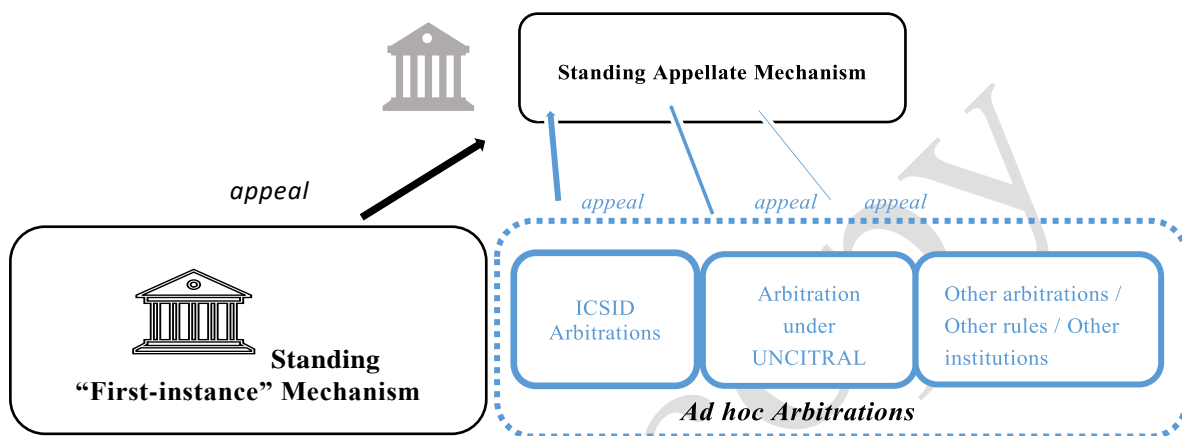 Standing Appellate Mechanism
appeal
appeal
appeal
appeal
Standing
“First-instance” Mechanism
ICSID
Arbitrations
Arbitration
under
UNCITRAL
Other arbitrations /
Other rules / Other
institutions
Ad hoc Arbitrations